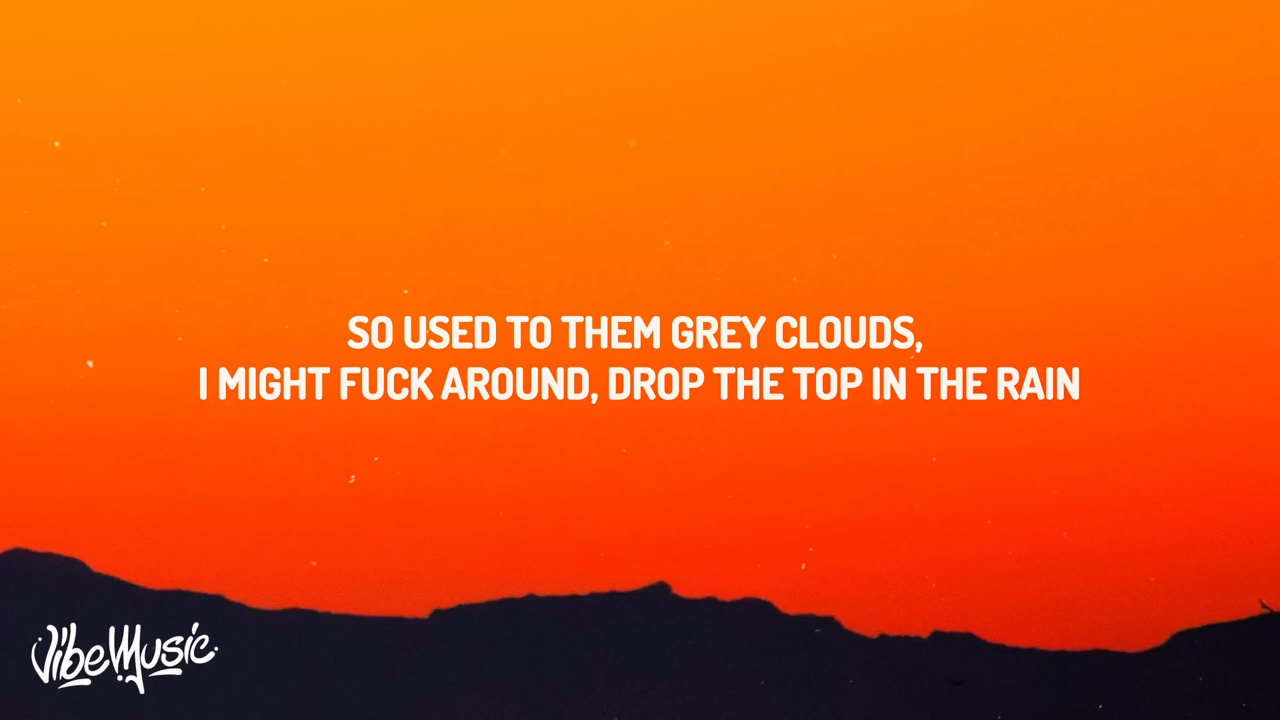 SO USED TO THEM GREY CLOUDS,
I MIGHT FUCK AROUND, DROP THE TOP IN THE RAIN
VibeMusic